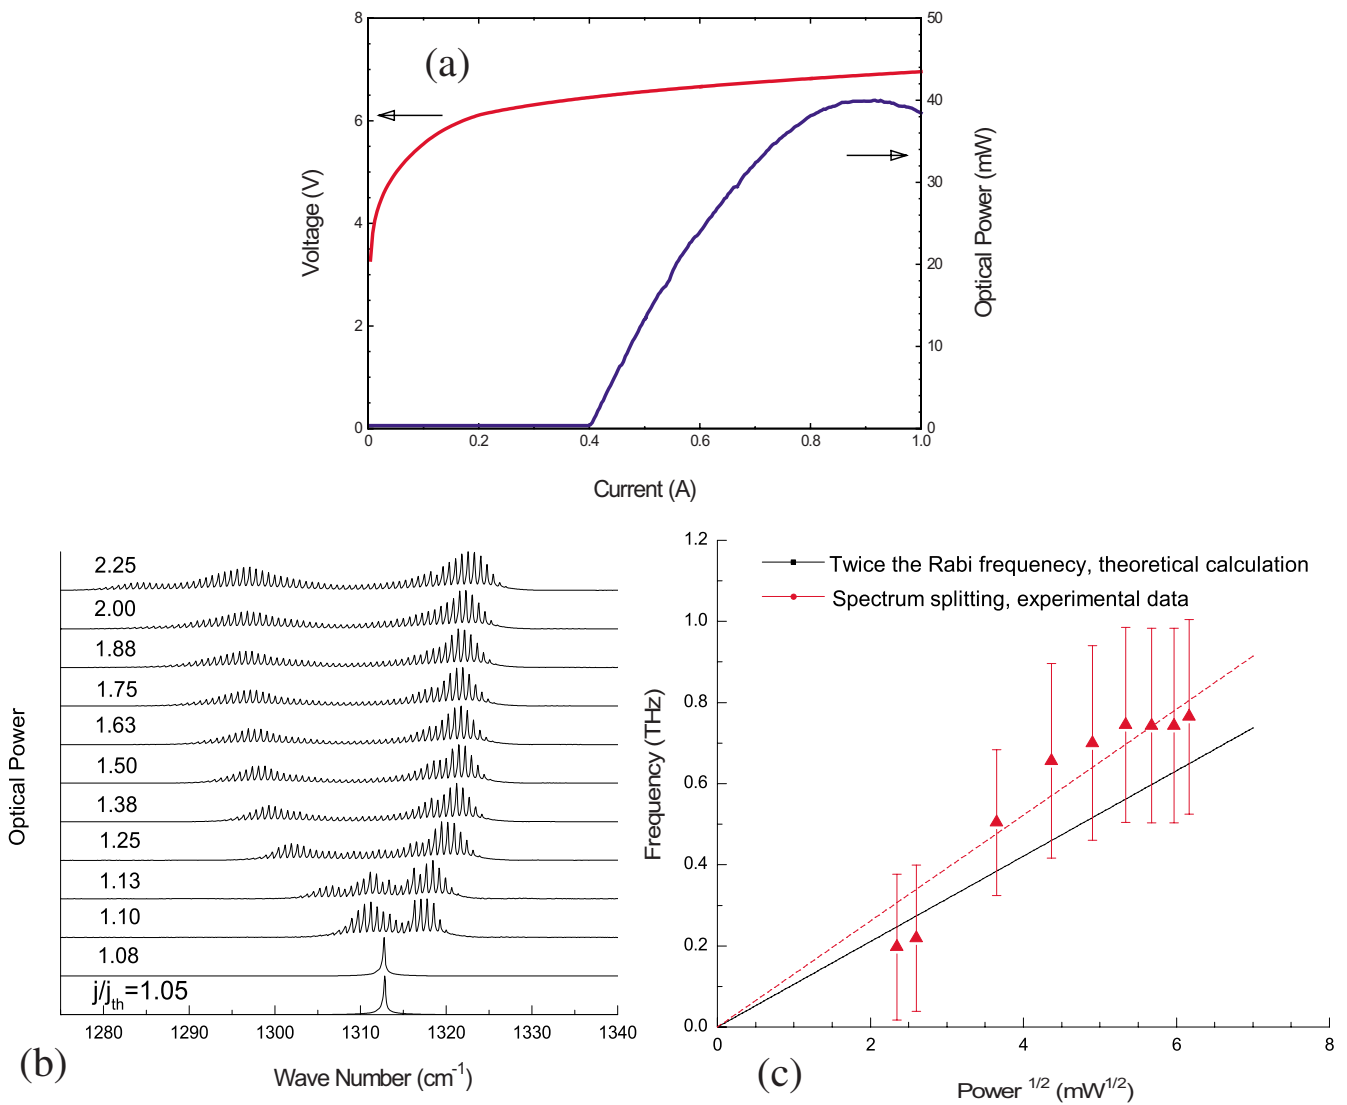 (a)
8
6
4
2
0
Voltage (V)
50
40
30
20
10
0
Optical Power (mW)
0 0.2 0.4 0.6 0.8 1.0
Current (A)
2.25
2.00
1.88
1.75
1.63
1.50
1.38
1.25
1.13
1.10
1.08
j/jth=1.05
Optical Power
1280 1290 1300 1310 1320 1330 1340
Wave Number (cm-1)
(b)
1.2
1.0
0.8
0.6
0.4
0.2
0.0
Frequency (THz)
Twice the Rabi frequenecy, theoretical calculation
Spectrum splitting, experimental data
0 2 4 6 8
Power 1/2 (mW1/2)
(c)